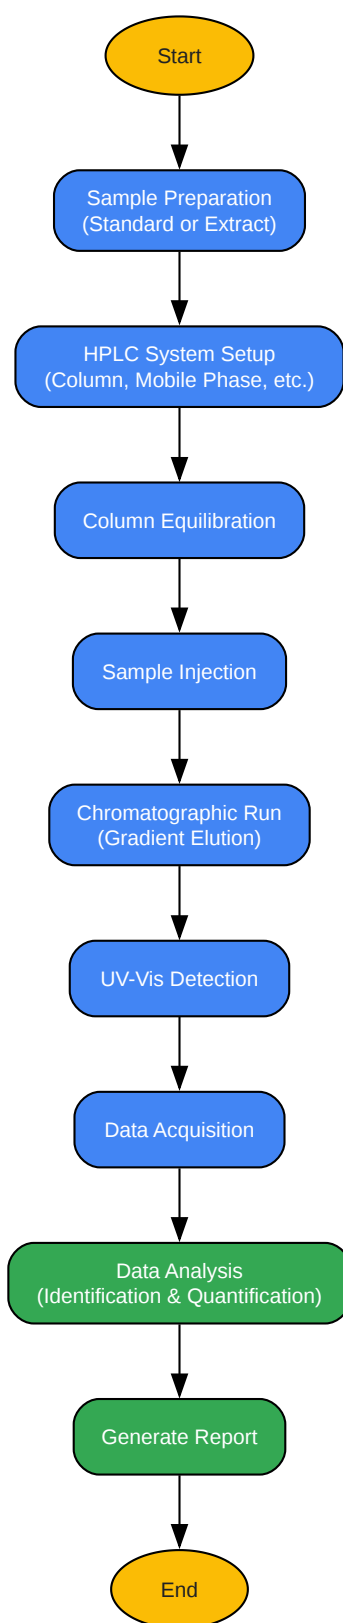 Start
Sample Preparation
(Standard or Extract)
HPLC System Setup
(Column, Mobile Phase, etc.)
Column Equilibration
Sample Injection
Chromatographic Run
(Gradient Elution)
UV-Vis Detection
Data Acquisition
Data Analysis
(Identification & Quantification)
Generate Report
End